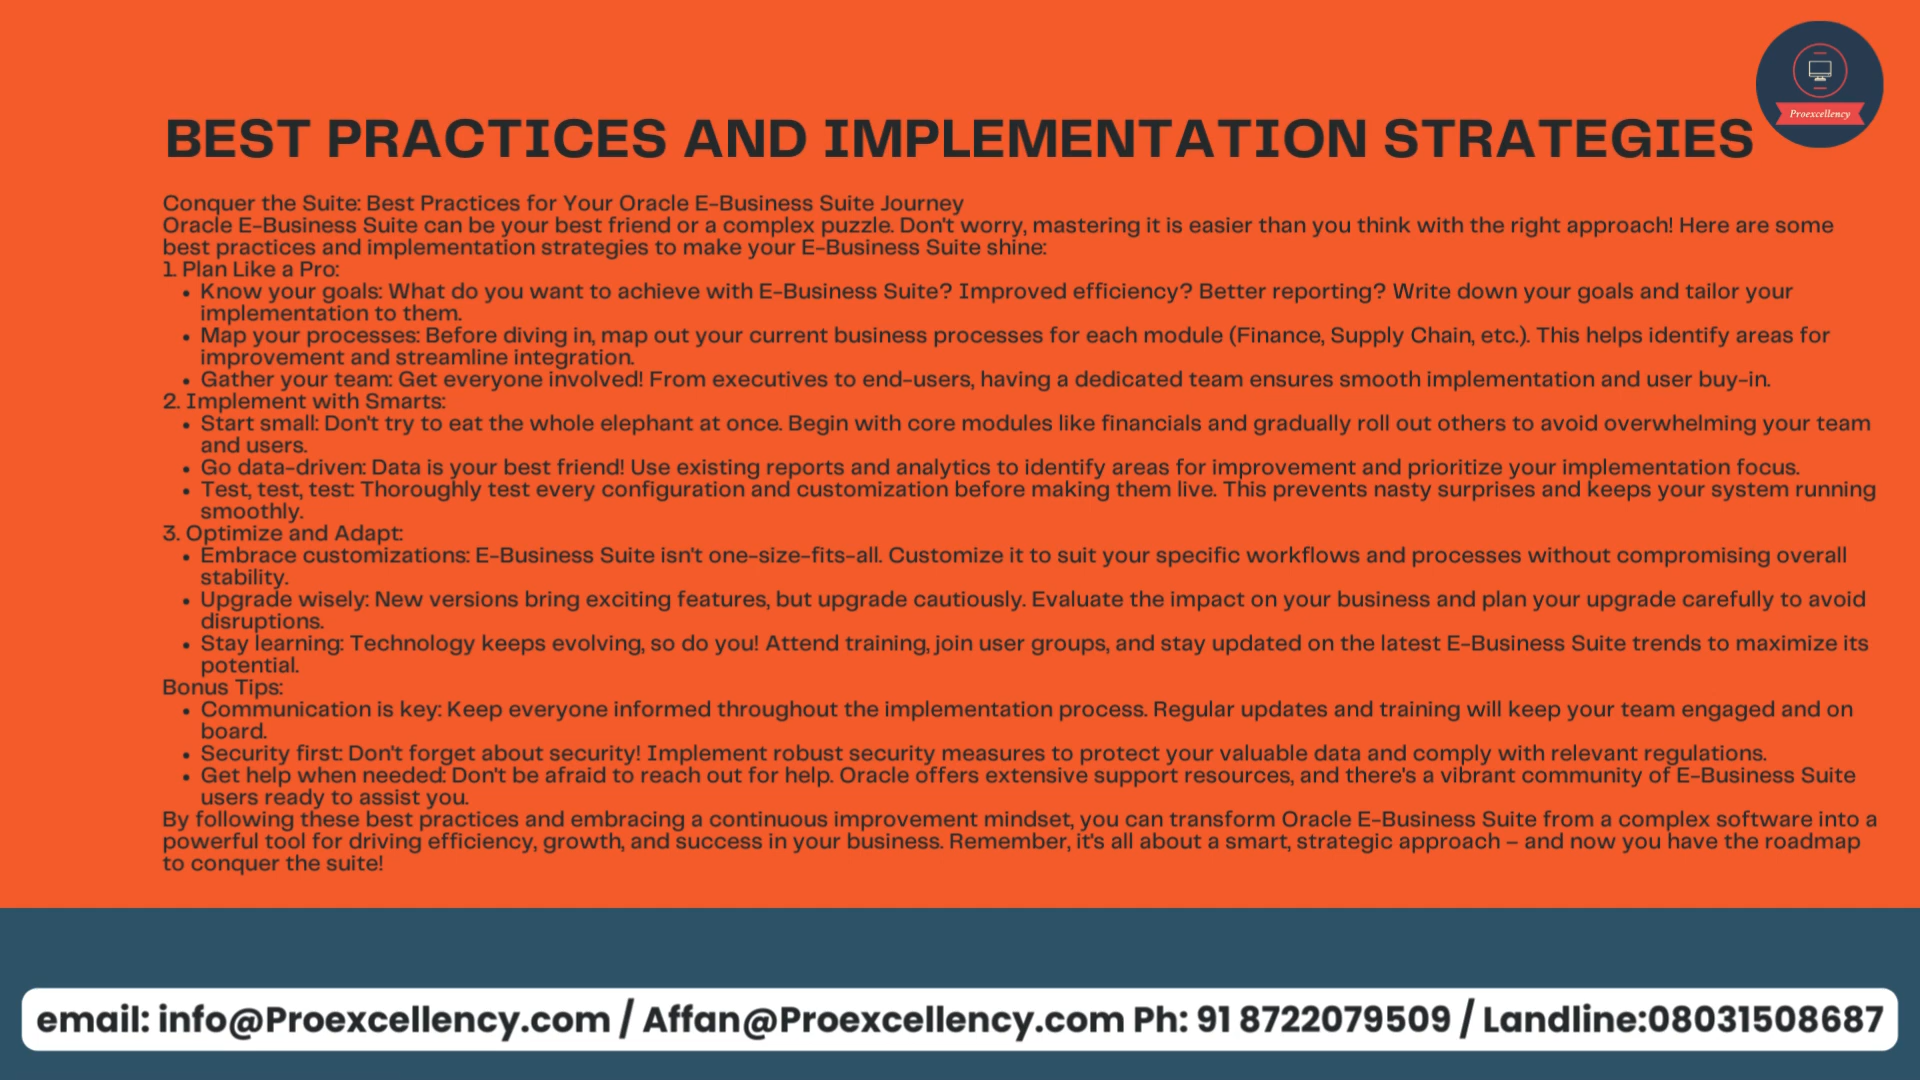 Proexcellency
BEST PRACTICES AND IMPLEMENTATION STRATEGIES
Conquer the Suite: Best Practices for Your Oracle E-Business Suite Journey
Oracle E-Business Suite can be your best friend or a complex puzzle. Don't worry, mastering it is easier than you think with the right approach! Here are some
best practices and implementation strategies to make your E-Business Suite shine:
1. Plan Like a Pro:
• Know your goals: What do you want to achieve with E-Business Suite? Improved efficiency? Better reporting? Write down your goals and tailor your
implementation to them.
• Map your processes: Before diving in, map out your current business processes for each module (Finance, Supply Chain, etc.). This helps identify areas for
improvement and streamline integration.
• Gather your team: Get everyone involved! From executives to end-users, having a dedicated team ensures smooth implementation and user buy-in.
2. Implement with Smarts:
• Start small: Don't try to eat the whole elephant at once. Begin with core modules like financials and gradually roll out others to avoid overwhelming your team
and users.
• Go data-driven: Data is your best friend! Use existing reports and analytics to identify areas for improvement and prioritize your implementation focus.
• Test, test, test: Thoroughly test every configuration and customization before making them live. This prevents nasty surprises and keeps your system running
smoothly.
3. Optimize and Adapt:
• Embrace customizations: E-Business Suite isn't one-size-fits-all. Customize it to suit your specific workflows and processes without compromising overall
stability.
• Upgrade wisely: New versions bring exciting features, but upgrade cautiously. Evaluate the impact on your business and plan your upgrade carefully to avoid
disruptions.
• Stay learning: Technology keeps evolving, so do you! Attend training, join user groups, and stay updated on the latest E-Business Suite trends to maximize its
potential.
Bonus Tips:
• Communication is key: Keep everyone informed throughout the implementation process. Regular updates and training will keep your team engaged and on
board.
• Security first: Don't forget about security! Implement robust security measures to protect your valuable data and comply with relevant regulations.
• Get help when needed: Don't be afraid to reach out for help. Oracle offers extensive support resources, and there's a vibrant community of E-Business Suite
users ready to assist you.
By following these best practices and embracing a continuous improvement mindset, you can transform Oracle E-Business Suite from a complex software into a
powerful tool for driving efficiency, growth, and success in your business. Remember, it's all about a smart, strategic approach – and now you have the roadmap
to conquer the suite!
email: info@Proexcellency.com / Affan@Proexcellency.com Ph: 91 8722079509 / Landline:08031508687